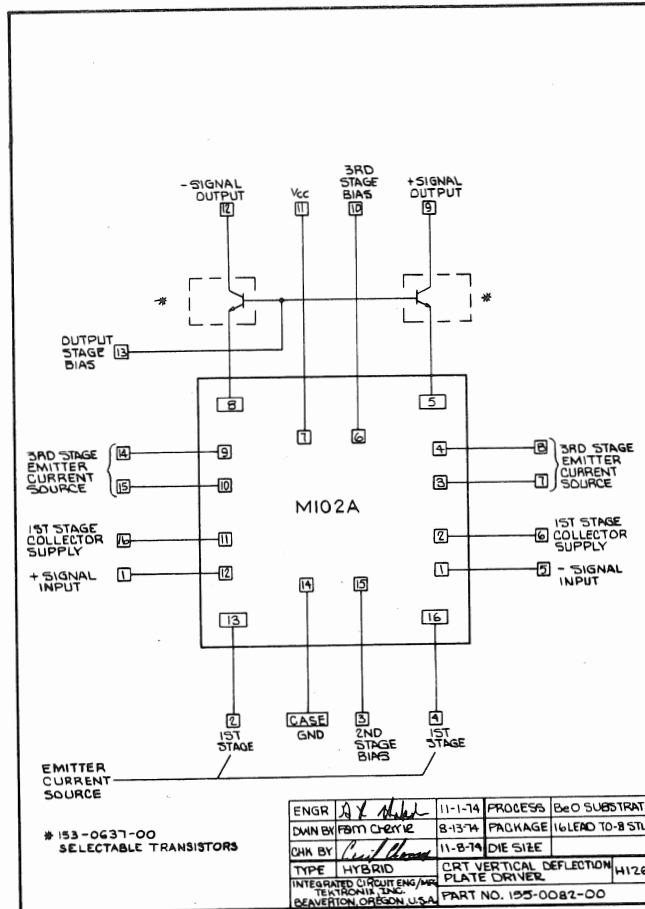 -SIGNAL OUTPUT
12
Vcc
11
3RD STAGE BIAS
10
+SIGNAL OUTPUT
9
*
*
OUTPUT STAGE BIAS
13
8
5
7
6
3RD STAGE EMITTER CURRENT SOURCE
14
9
15
10
4
8
3
7
3RD STAGE EMITTER CURRENT SOURCE
M102A
1ST STAGE COLLECTOR SUPPLY
16
11
2
6
1ST STAGE COLLECTOR SUPPLY
+ SIGNAL INPUT
1
12
1
5
- SIGNAL INPUT
14
15
13
16
2
1ST STAGE
CASE
GND
3
2ND STAGE BIAS
4
1ST STAGE
EMITTER CURRENT SOURCE
* 153-0637-00
SELECTABLE TRANSISTORS
ENGR 11-1-74 PROCESS BeO SUBSTRAT
DWN BY 8-13-74 PACKAGE 16 LEAD TO-8
CHK BY 11-8-74 DIE SIZE
TYPE HYBRID CRT VERTICAL DEFLECTION PLATE DRIVER H126
INTEGRATED CIRCUIT ENG/MFR
TEKTRONIX, INC.
BEAVERTON, OREGON, U.S.A. PART NO. 155-0082-00